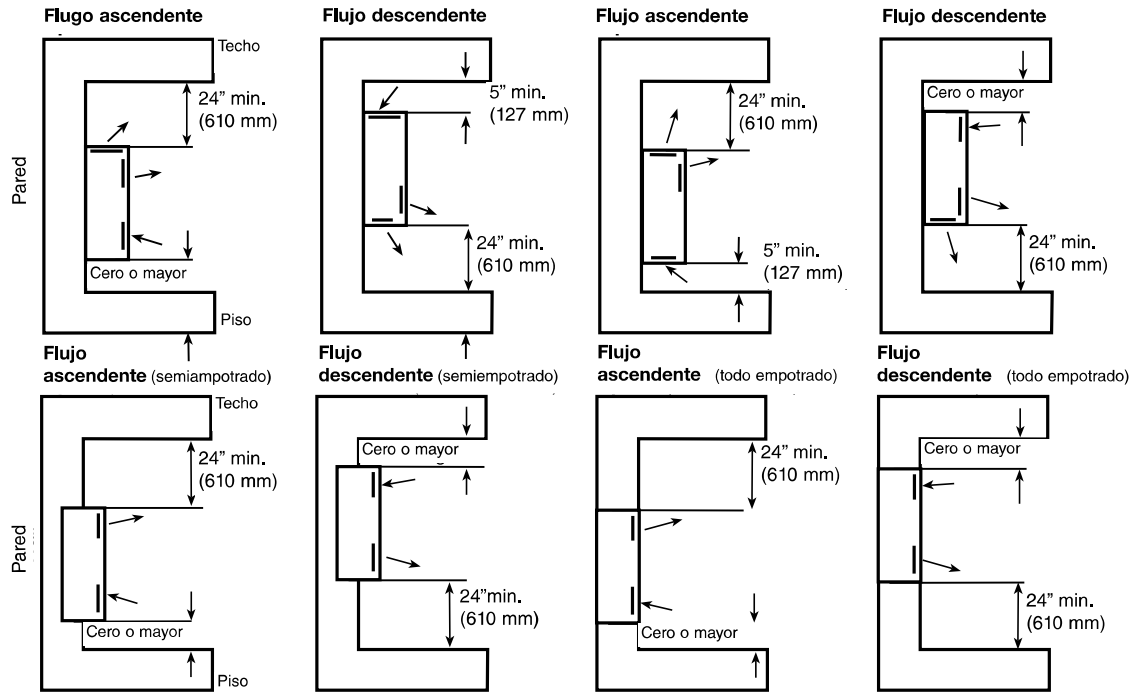 Flugo ascendente
Techo
24” min.
(610 mm)
Pared
Cero o mayor
Piso
Flujo descendente
5” min.
(127 mm)
24” min.
(610 mm)
Flujo ascendente
24” min.
(610 mm)
5” min.
(127 mm)
Flujo descendente
Cero o mayor
24” min.
(610 mm)
Flujo
ascendente (semiampotrado)
Techo
24” min.
(610 mm)
Pared
Cero o mayor
Piso
Flujo
descendente (semiempotrado)
Cero o mayor
24”min.
(610 mm)
Flujo
ascendente (todo empotrado)
24” min.
(610 mm)
Cero o mayor
Flujo
descendente (todo empotrado)
Cero o mayor
24” min.
(610 mm)